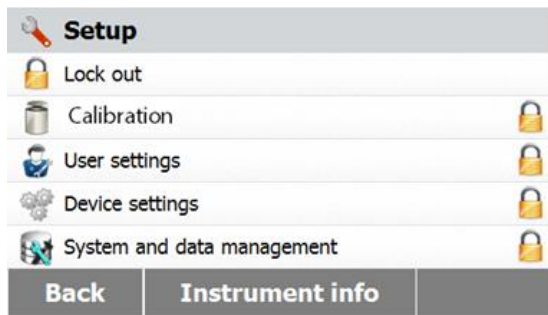 Setup
Lock out
Calibration
User settings
Device settings
System and data management
Back Instrument info